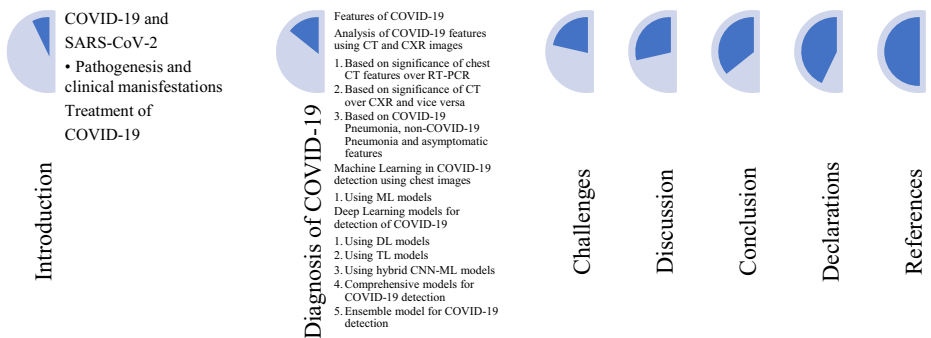 COVID-19 and
SARS-CoV-2
• Pathogenesis and
clinical manisfestations
Treatment of
COVID-19
Introduction
Features of COVID-19
Analysis of COVID-19 features
using CT and CXR images
1. Based on significance of chest
CT features over RT-PCR
2. Based on significance of CT
over CXR and vice versa
3. Based on COVID-19
Pneumonia, non-COVID-19
Pneumonia and asymptomatic
features
Machine Learning in COVID-19
detection using chest images
1. Using ML models
Deep Learning models for
detection of COVID-19
1. Using DL models
2. Using TL models
3. Using hybrid CNN-ML models
4. Comprehensive models for
COVID-19 detection
5. Ensemble model for COVID-19
detection
Diagnosis of COVID-19
Challenges
Discussion
Conclusion
Declarations
References